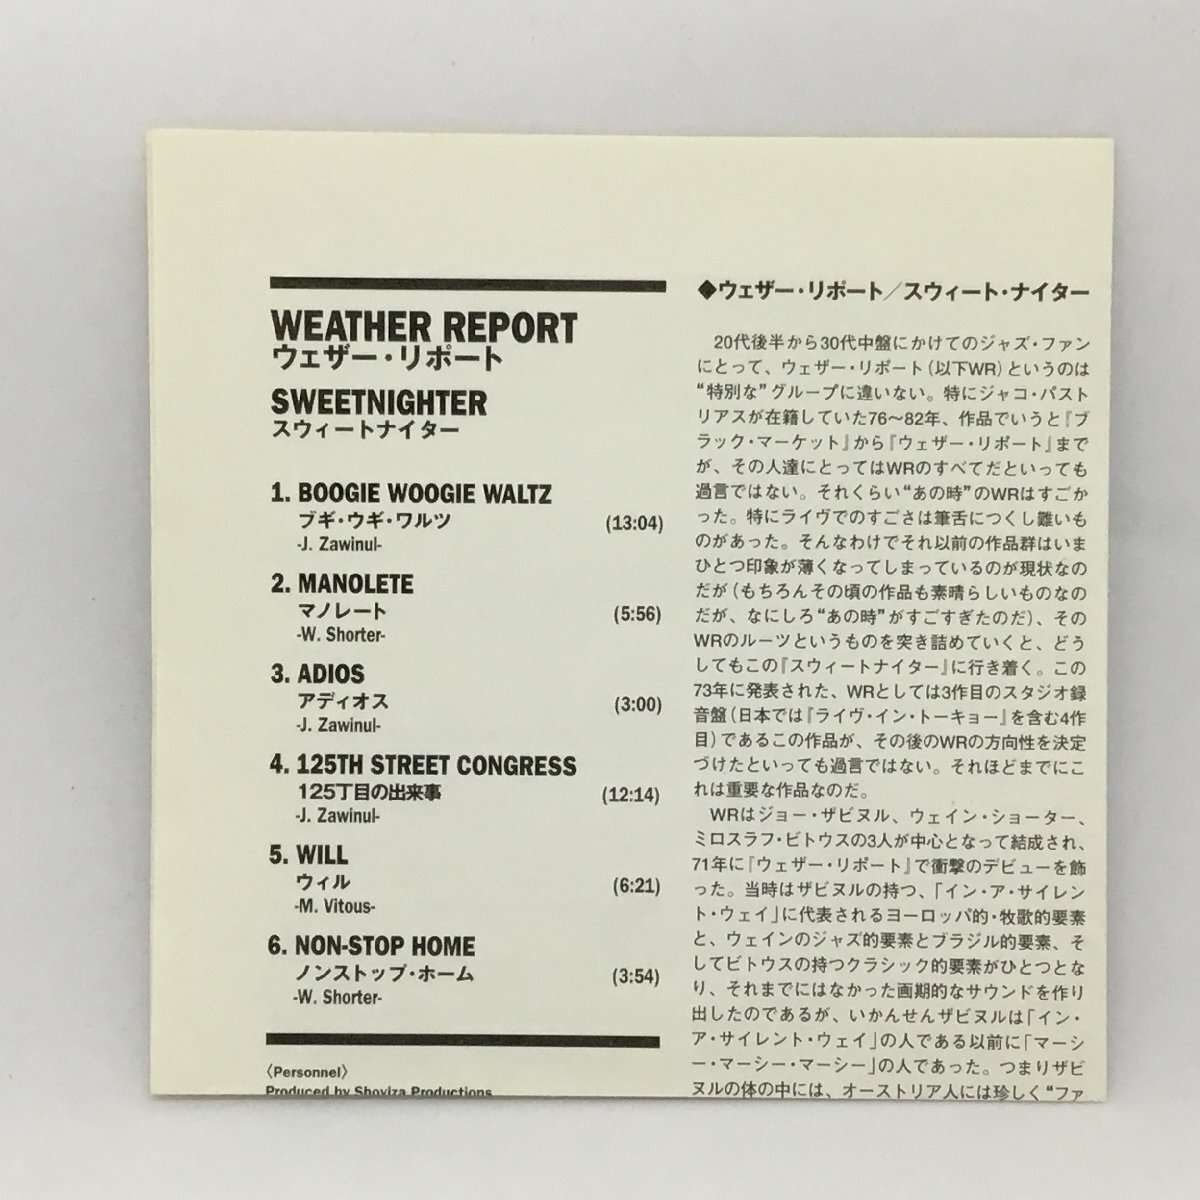 WEATHER REPORT
ウェザー・リポート
SWEETNIGHTER
スウィートナイター
1. BOOGIE WOOGIE WALTZ
ブギ・ウギ・ワルツ (13:04)
-J. Zawinul-
2. MANOLETE
マノレート (5:56)
-W. Shorter-
3. ADIOS
アディオス (3:00)
-J. Zawinul-
4. 125TH STREET CONGRESS
125丁目の出来事 (12:14)
-J. Zawinul-
5. WILL
ウィル (6:21)
-M. Vitous-
6. NON-STOP HOME
ノンストップ・ホーム (3:54)
-W. Shorter-
〈Personnel〉
Produced by Shoviza Productions
◆ウェザー・リポート／スウィート・ナイター
20代後半から30代中盤にかけてのジャズ・ファン
にとって、ウェザー・リポート（以下WR）というのは
“特別な”グループに違いない。特にジャコ・パスト
リアスが在籍していた76〜82年、作品でいうと『ブ
ラック・マーケット』から『ウェザー・リポート』まで
が、その人達にとってはWRのすべてだといっても
過言ではない。それくらい“あの時”のWRはすごか
った。特にライヴでのすごさは筆舌につくし難いも
のがあった。そんなわけでそれ以前の作品群はいま
ひとつ印象が薄くなってしまっているのが現状なの
だが（もちろんその頃の作品も素晴らしいものなの
だが、なにしろ“あの時”がすごすぎたのだ）、その
WRのルーツというものを突き詰めていくと、どう
してもこの『スウィートナイター』に行き着く。この
73年に発表された、WRとしては3作目のスタジオ録
音盤（日本では『ライヴ・イン・トーキョー』を含む4作
目）であるこの作品が、その後のWRの方向性を決定
づけたといっても過言ではない。それほどまでにこ
れは重要な作品なのだ。
WRはジョー・ザビヌル、ウェイン・ショーター、
ミロスラフ・ビトウスの3人が中心となって結成され、
71年に『ウェザー・リポート』で衝撃のデビューを飾
った。当時はザビヌルの持つ、「イン・ア・サイレン
ト・ウェイ」に代表されるヨーロッパ的・牧歌的要素
と、ウェインのジャズ的要素とブラジル的要素、そ
してビトウスの持つクラシック的要素がひとつとな
り、それまでにはなかった画期的なサウンドを作り
出したのであるが、いかんせんザビヌルは「イン・
ア・サイレント・ウェイ」の人である以前に「マーシ
ー・マーシー・マーシー」の人であった。つまりザビ
ヌルの体の中には、オーストリア人には珍しく“ファ